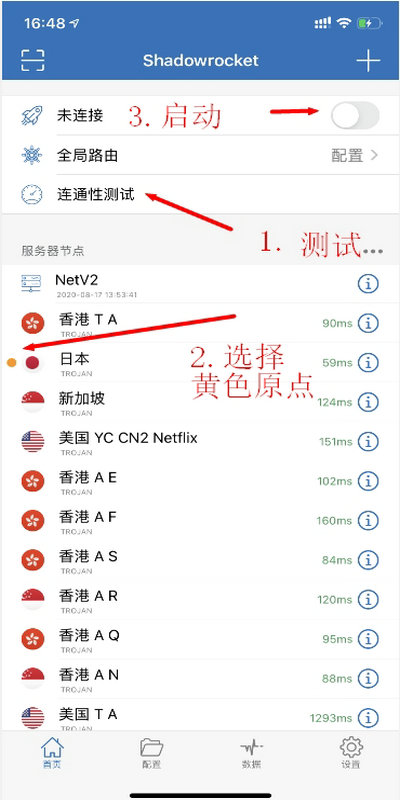 16:48
Shadowrocket
未连接
3. 启动
全局路由
配置
连通性测试
1. 测试
服务器节点
NetV2
2020-08-17 13:53:41
香港 T A
90ms
TROJAN
日本
59ms
TROJAN
2. 选择
黄色原点
新加坡
124ms
TROJAN
美国 YC CN2 Netflix
151ms
TROJAN
香港 A E
102ms
TROJAN
香港 A F
160ms
TROJAN
香港 A S
84ms
TROJAN
香港 A R
120ms
TROJAN
香港 A Q
95ms
TROJAN
香港 A N
88ms
TROJAN
美国 T A
1293ms
TROJAN
首页
配置
数据
设置